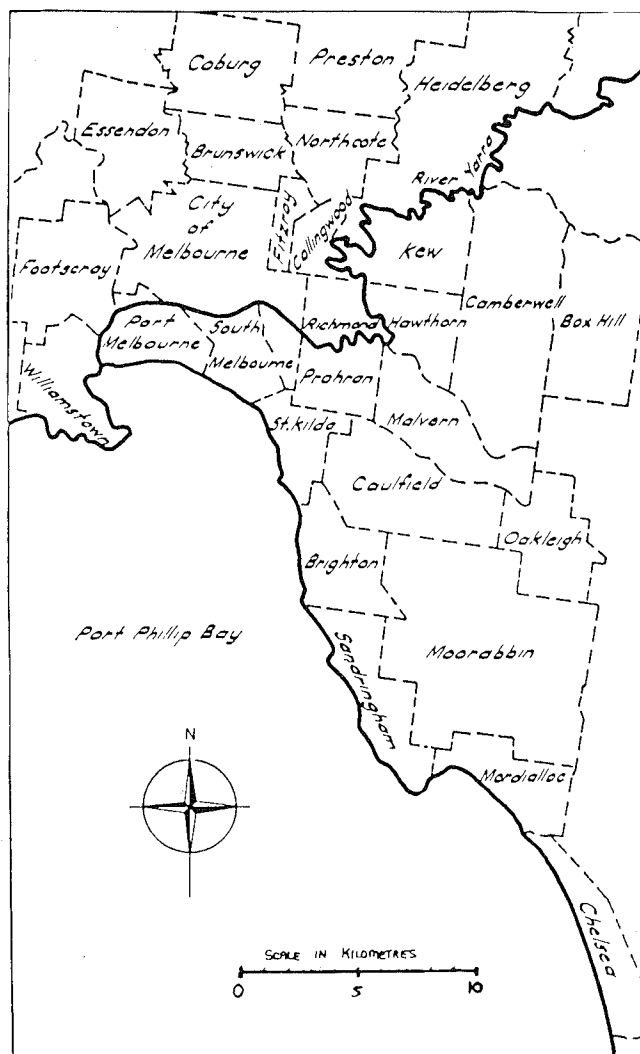 Coburg
Preston
Heidelberg
Essendon
Brunswick
Northcote
River Yarra
City
of
Melbourne
Fitzroy
Collingwood
Kew
Footscray
Camberwell
Box Hill
Port
Melbourne
South
Melbourne
Richmond
Hawthorn
Williamstown
Prahran
Malvern
St. Kilda
Caulfield
Oakleigh
Brighton
Port Phillip Bay
Sandringham
Moorabbin
N
Mordialloc
Chelsea
SCALE IN KILOMETRES
0 5 10